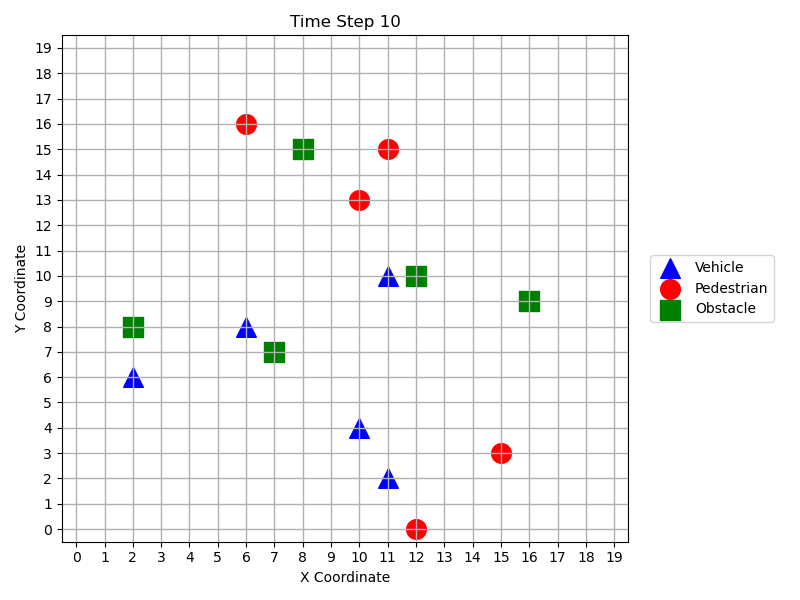 Time Step 10
19
18
17
16
15
14
13
12
11
10
9
8
7
6
5
4
3
2
1
0
Y Coordinate
0 1 2 3 4 5 6 7 8 9 10 11 12 13 14 15 16 17 18 19
X Coordinate
Vehicle
Pedestrian
Obstacle